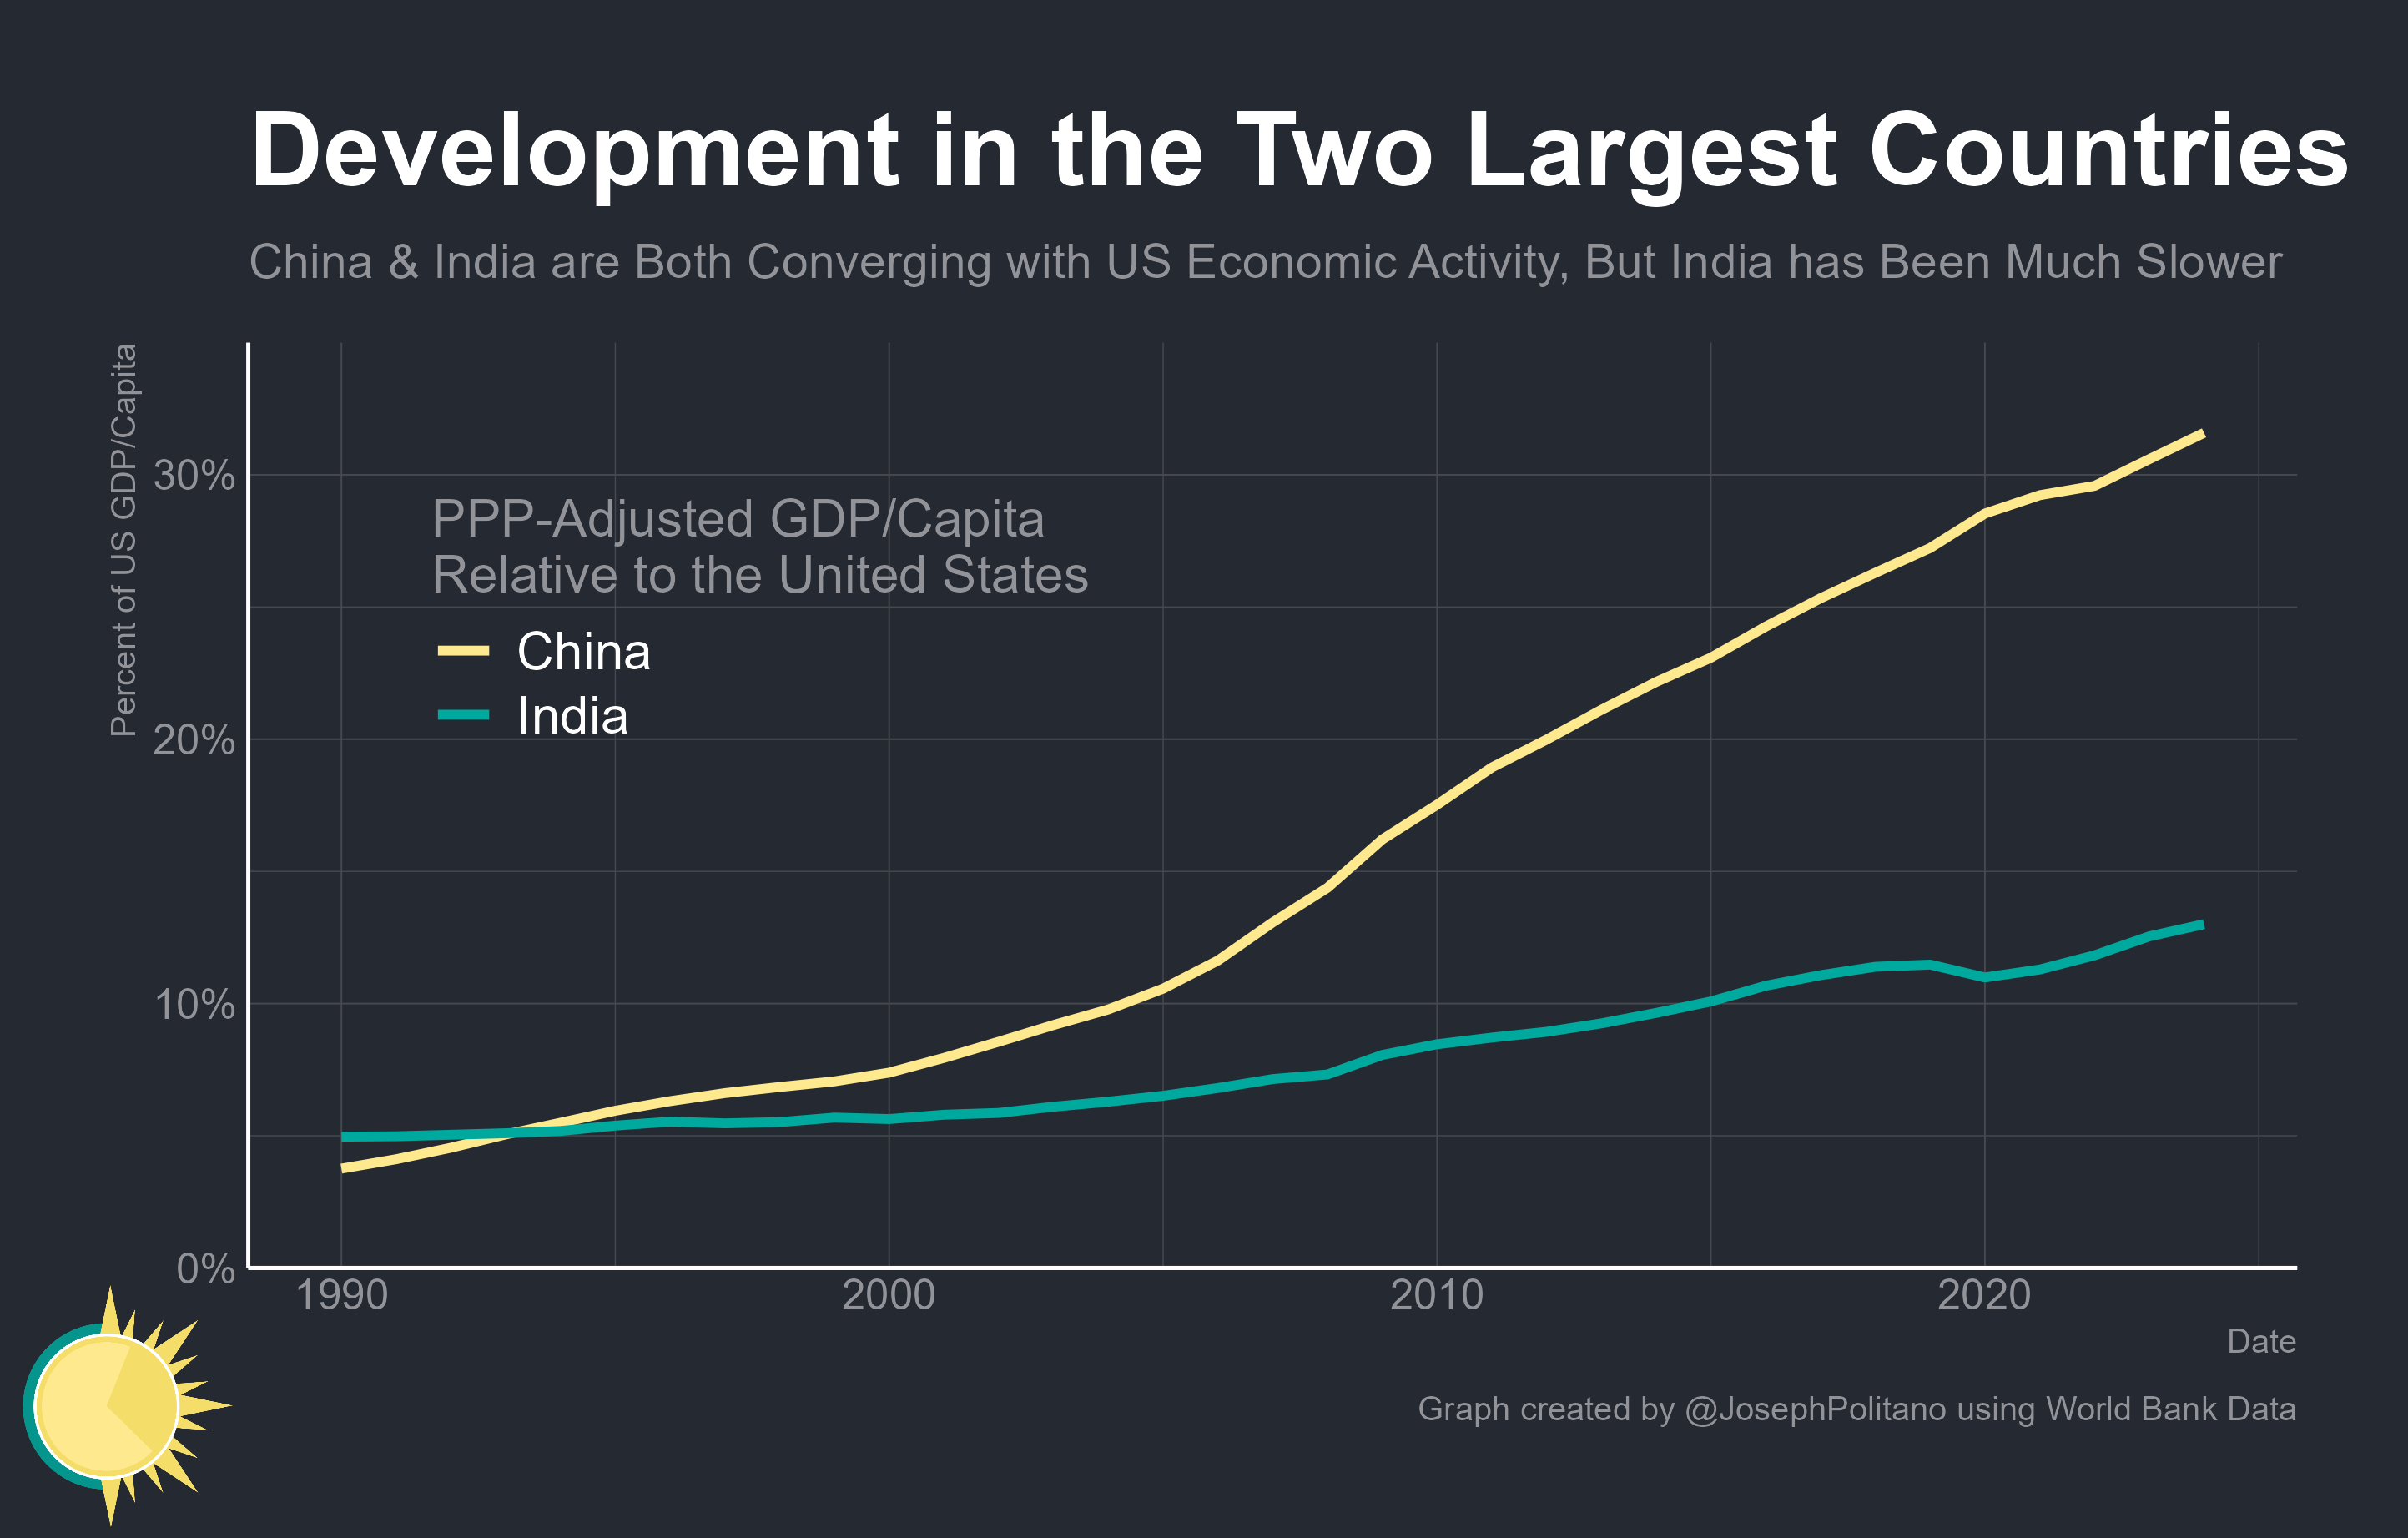 Development in the Two Largest Countries
China & India are Both Converging with US Economic Activity, But India has Been Much Slower
Percent of US GDP/Capita
30%
20%
10%
0%
PPP-Adjusted GDP/Capita
Relative to the United States
China
India
1990
2000
2010
2020
Date
Graph created by @JosephPolitano using World Bank Data